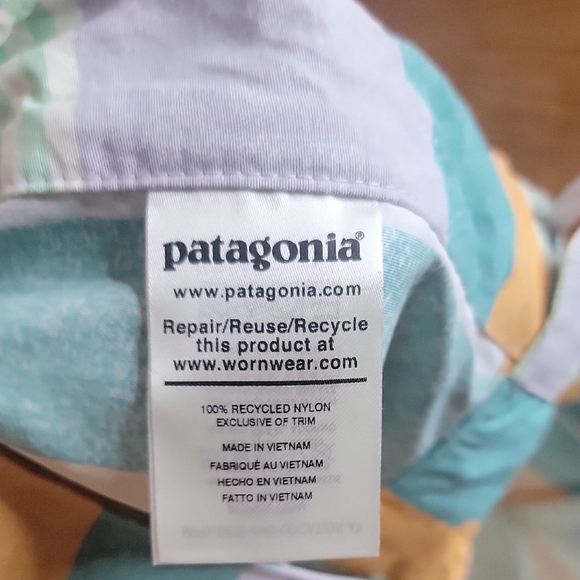 patagonia®
www.patagonia.com
Repair/Reuse/Recycle
this product at
www.wornwear.com
100% RECYCLED NYLON
EXCLUSIVE OF TRIM
MADE IN VIETNAM
FABRIQUÉ AU VIETNAM
HECHO EN VIETNAM
FATTO IN VIETNAM